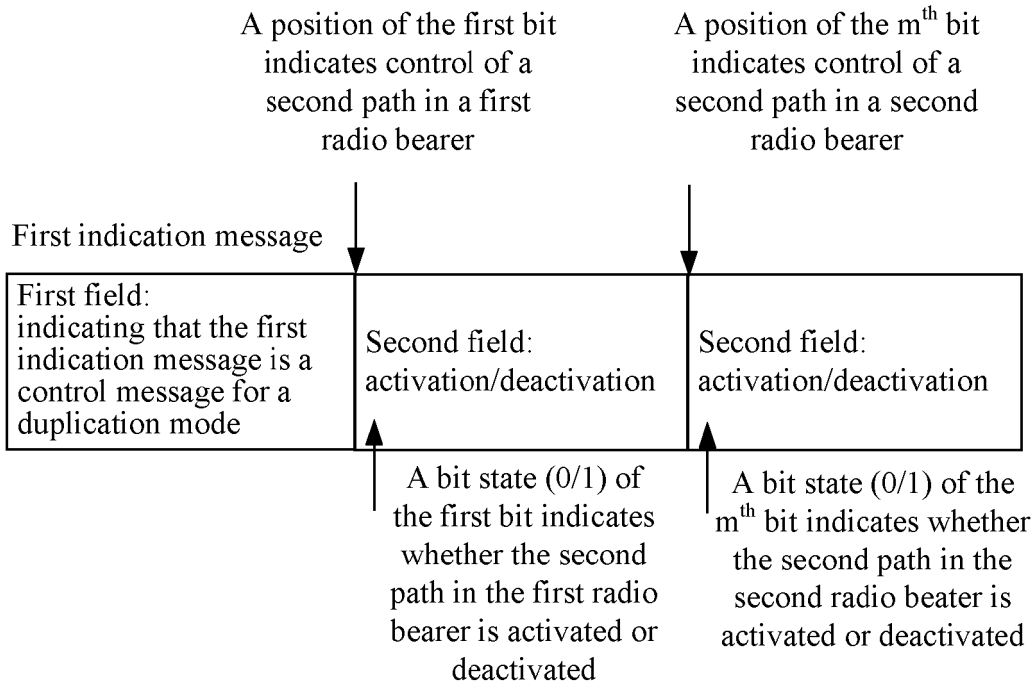 A position of the first bit
indicates control of a
second path in a first
radio bearer
A position of the mth bit
indicates control of a
second path in a second
radio bearer
First indication message
First field:
indicating that the first
indication message is a
control message for a
duplication mode
Second field:
activation/deactivation
Second field:
activation/deactivation
A bit state (0/1) of
the first bit indicates
whether the second
path in the first radio
bearer is activated or
deactivated
A bit state (0/1) of the
mth bit indicates whether
the second path in the
second radio beater is
activated or deactivated